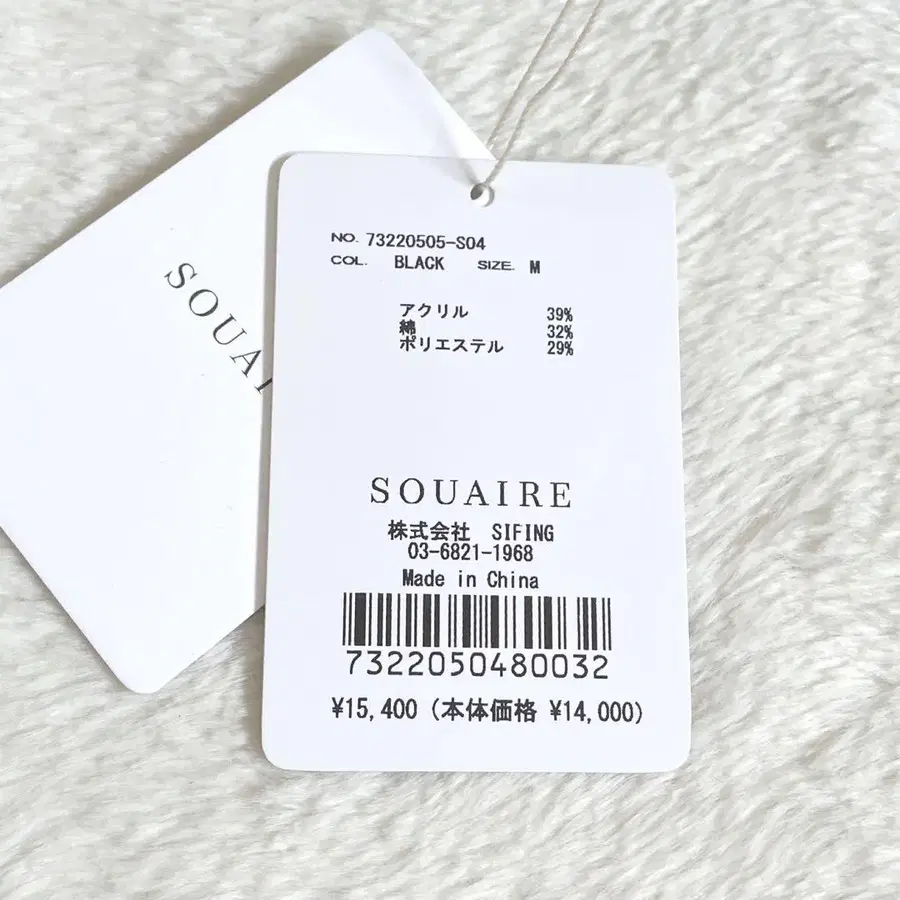 NO. 73220505-S04
COL. BLACK SIZE. M
アクリル 39%
綿 32%
ポリエステル 29%
SOUAIRE
株式会社 SIFING
03-6821-1968
Made in China
7322050480032
¥15,400 (本体価格 ¥14,000)
SOUAI